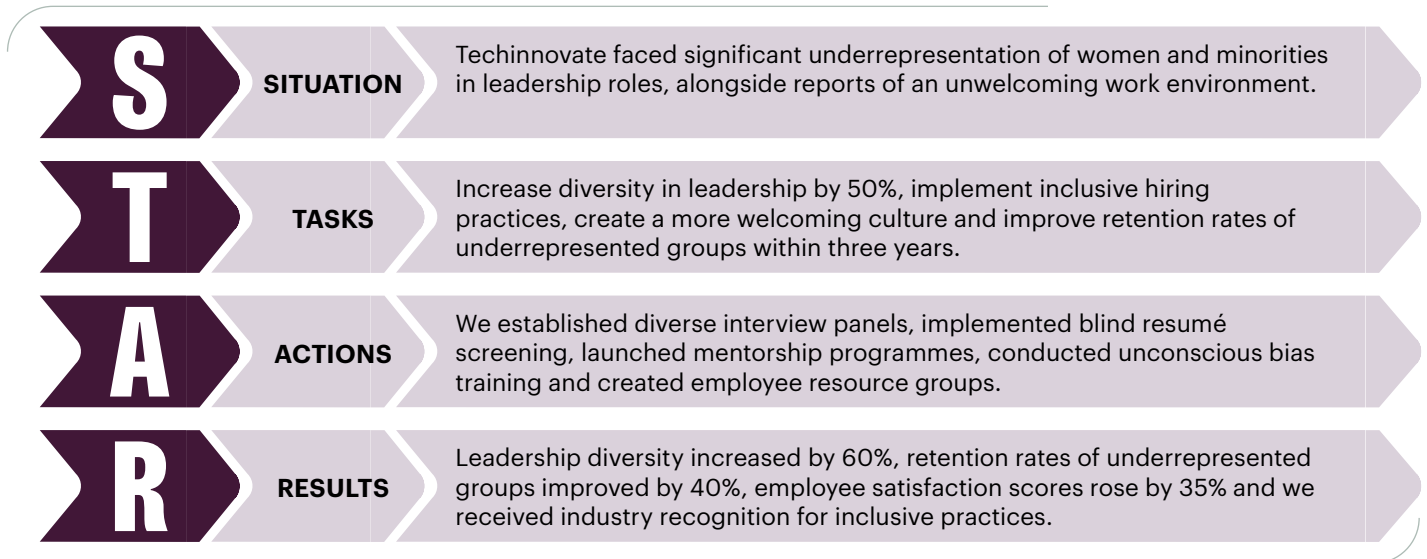 S
SITUATION
Techinnovate faced significant underrepresentation of women and minorities
in leadership roles, alongside reports of an unwelcoming work environment.
T
TASKS
Increase diversity in leadership by 50%, implement inclusive hiring
practices, create a more welcoming culture and improve retention rates of
underrepresented groups within three years.
A
ACTIONS
We established diverse interview panels, implemented blind resumé
screening, launched mentorship programmes, conducted unconscious bias
training and created employee resource groups.
R
RESULTS
Leadership diversity increased by 60%, retention rates of underrepresented
groups improved by 40%, employee satisfaction scores rose by 35% and we
received industry recognition for inclusive practices.